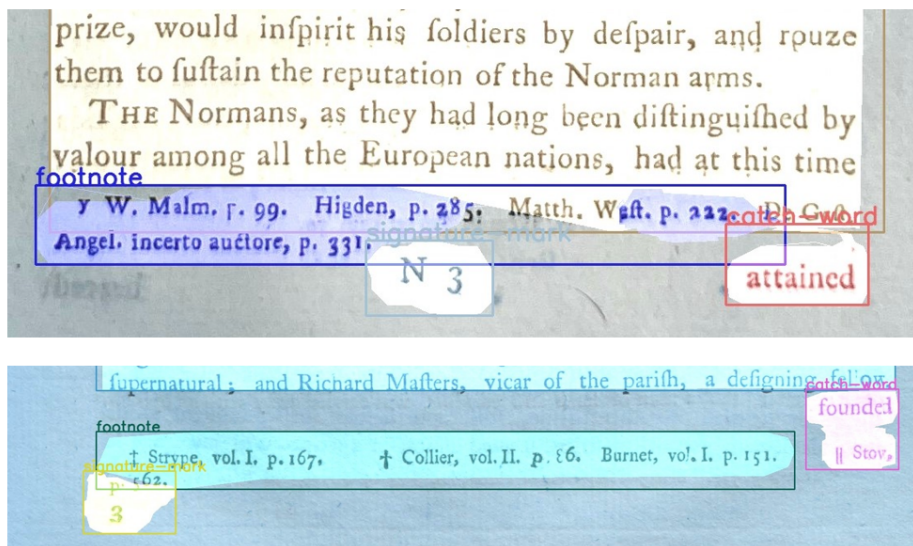 prize, would inſpirit his ſoldiers by deſpair, and rouze
them to ſuſtain the reputation of the Norman arms.
THE Normans, as they had long been diſtinguiſhed by
valour among all the European nations, had at this time
footnote
y W. Malm. p. 99. Higden, p. 285. Matth. Weſt. p. 222. De Geſt.
catch-word
Angel. incerto auctore, p. 331.
signature-mark
N 3
attained
ſupernatural; and Richard Maſters, vicar of the pariſh, a deſigning fellow
catch-word
founded
footnote
† Strype, vol. I. p. 167. † Collier, vol. II. p. 86. Burnet, vol. I. p. 151.
|| Stov,
signature-mark
p. 562.
3